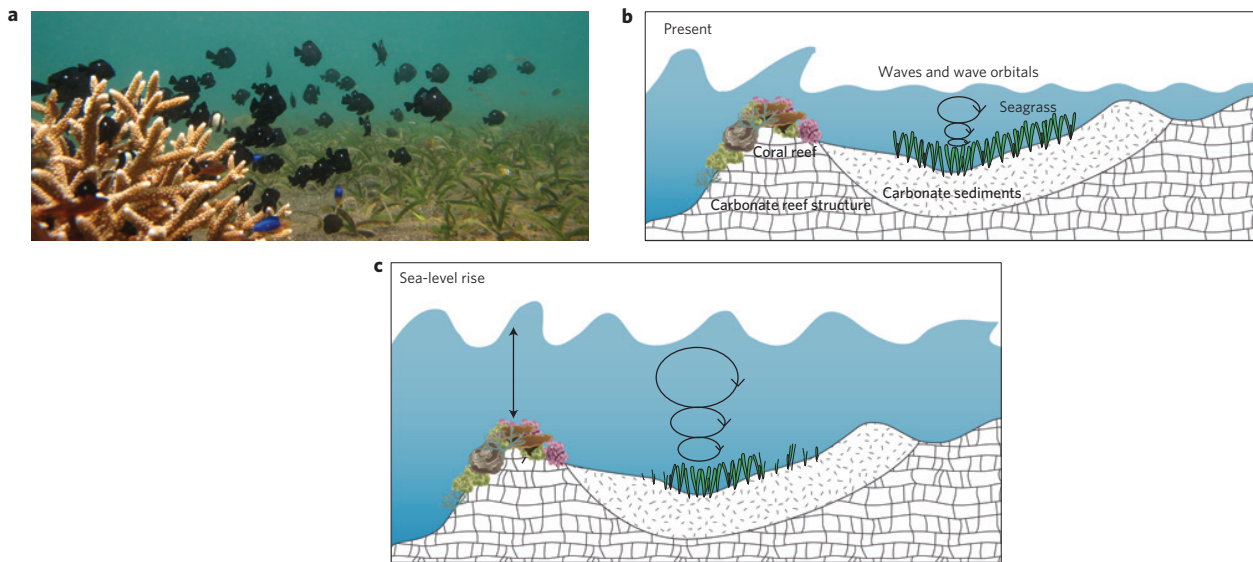 a
b
Present
Waves and wave orbitals
Seagrass
Coral reef
Carbonate sediments
Carbonate reef structure
c
Sea-level rise